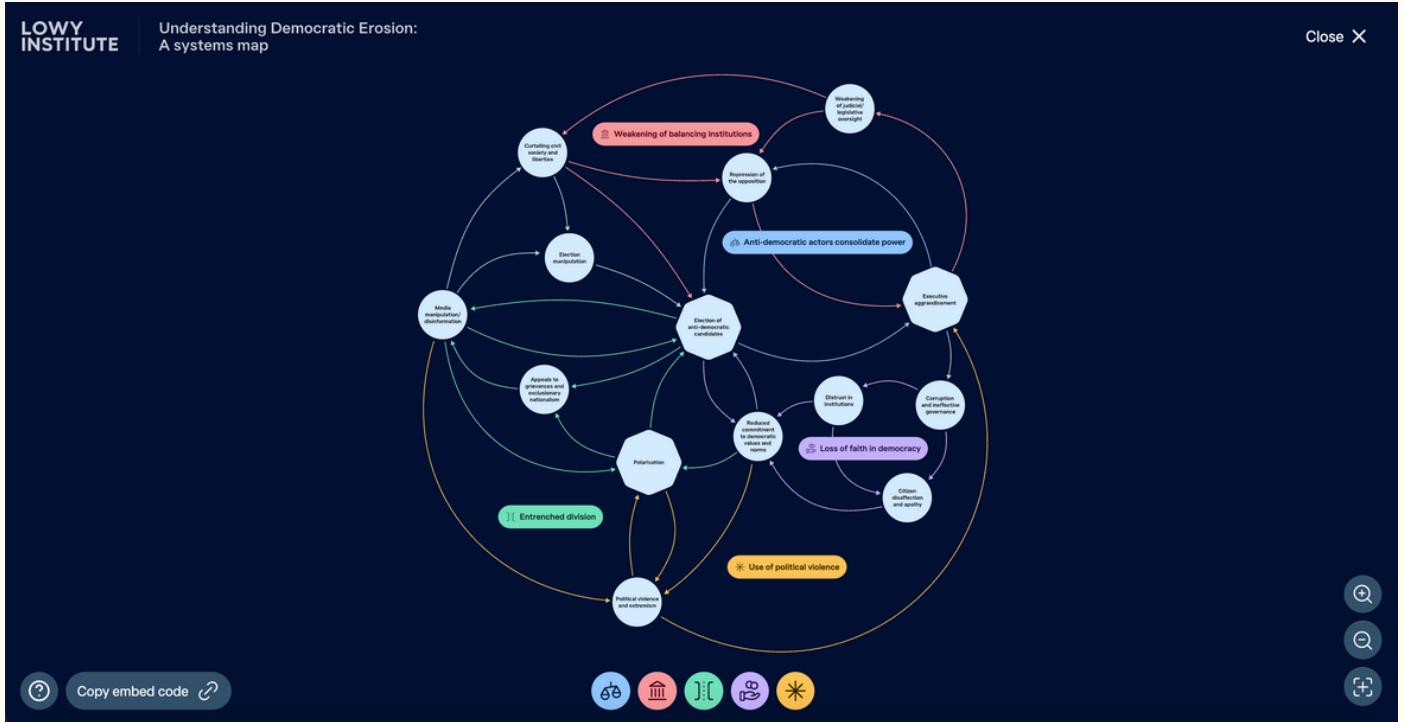 LOWY
INSTITUTE
Understanding Democratic Erosion:
A systems map
Close
Weakening
of judicial/
legislative
oversight
Weakening of balancing institutions
Curtailing civil
society and
liberties
Repression of
the opposition
Anti-democratic actors consolidate power
Election
manipulation
Executive
aggrandisement
Media
manipulation/
disinformation
Election of
anti-democratic
candidates
Appeals to
grievances and
exclusionary
nationalism
Distrust in
institutions
Corruption
and ineffective
governance
Reduced
commitment
to democratic
values and
norms
Loss of faith in democracy
Polarisation
Citizen
disaffection
and apathy
Entrenched division
Use of political violence
Political violence
and extremism
Copy embed code